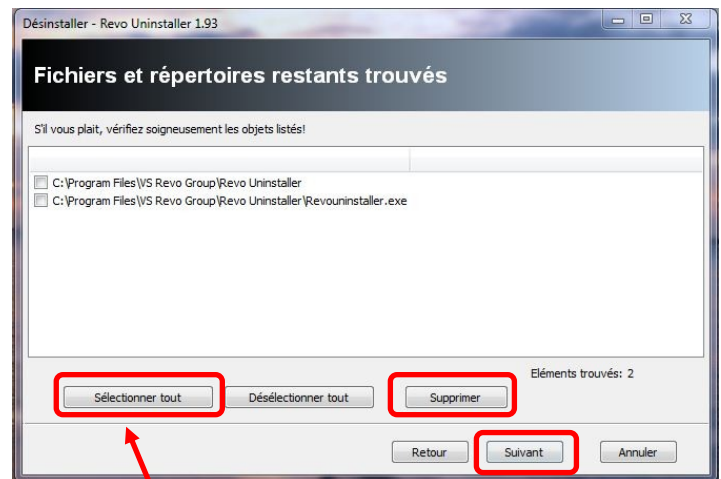 Désinstaller - Revo Uninstaller 1.93
Fichiers et répertoires restants trouvés
S'il vous plait, vérifiez soigneusement les objets listés!
C:\Program Files\VS Revo Group\Revo Uninstaller
C:\Program Files\VS Revo Group\Revo Uninstaller\Revouninstaller.exe
Eléments trouvés: 2
Sélectionner tout Désélectionner tout Supprimer
Retour Suivant Annuler